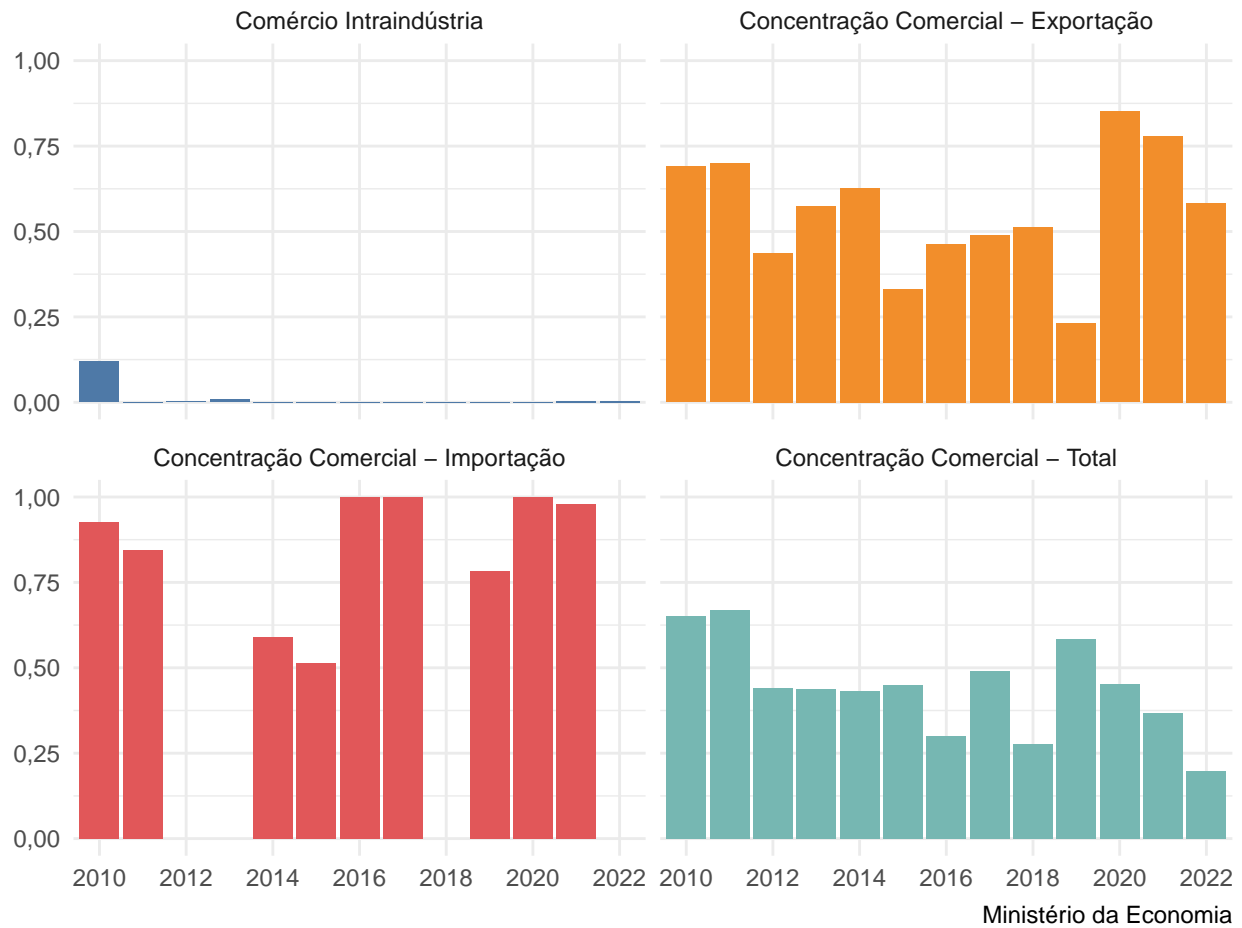 Comércio Intraindústria
Concentração Comercial – Exportação
1,00
0,75
0,50
0,25
0,00
Concentração Comercial – Importação
Concentração Comercial – Total
1,00
0,75
0,50
0,25
0,00
2010 2012 2014 2016 2018 2020 2022
2010 2012 2014 2016 2018 2020 2022
Ministério da Economia